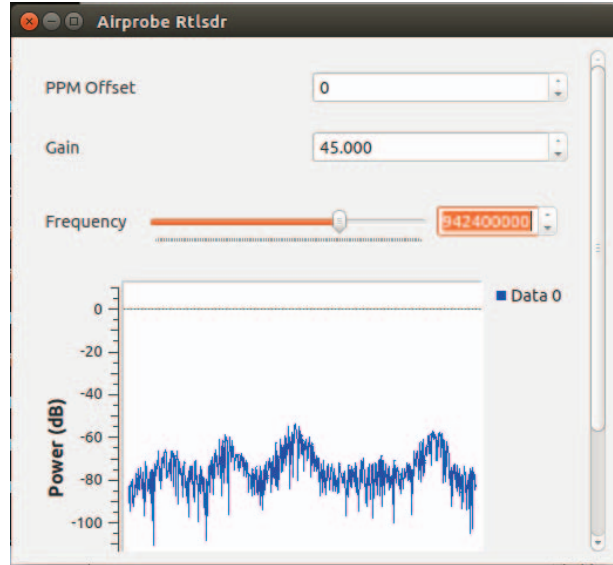 Airprobe Rtlsdr
PPM Offset 0
Gain 45.000
Frequency 942400000
Data 0
0
-20
-40
-60
-80
-100
Power (dB)